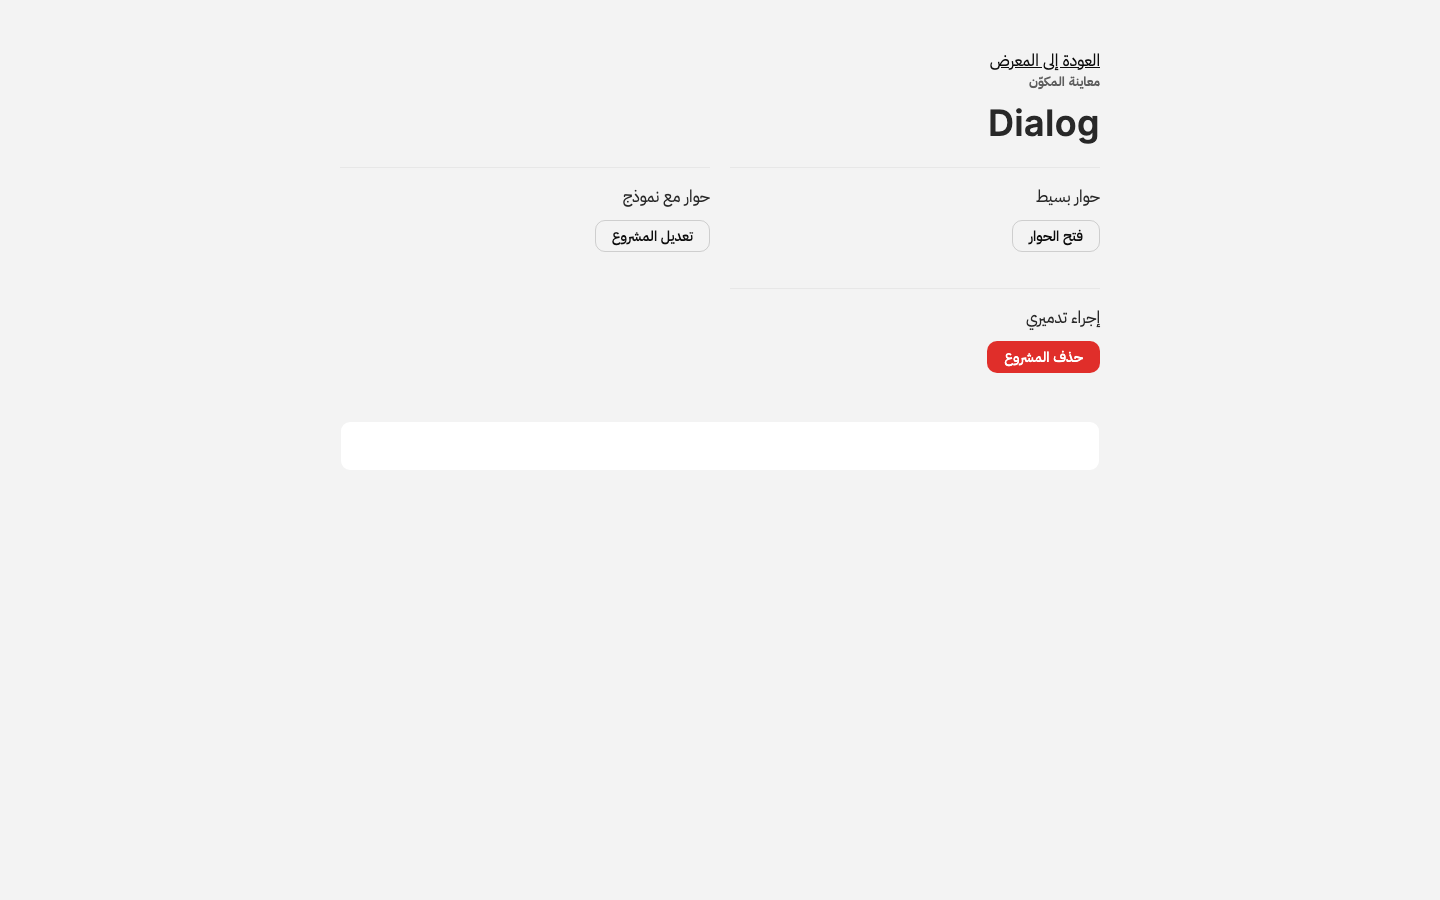 العودة إلى المعرض
معاينة المكوّن
Dialog
حوار بسيط
فتح الحوار
حوار مع نموذج
تعديل المشروع
إجراء تدميري
حذف المشروع